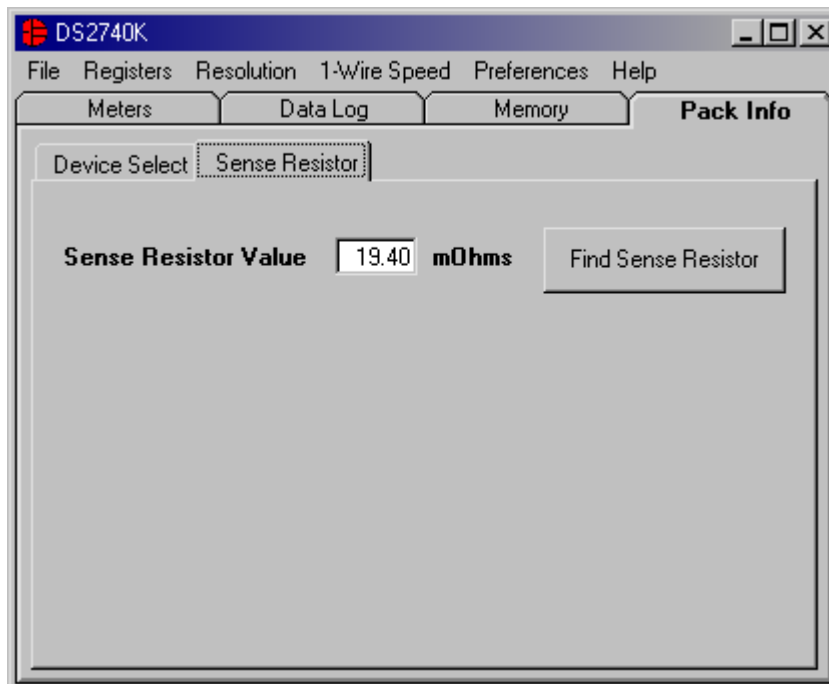 DS2740K
File Registers Resolution 1-Wire Speed Preferences Help
Meters Data Log Memory Pack Info
Device Select Sense Resistor
Sense Resistor Value 19.40 mOhms Find Sense Resistor